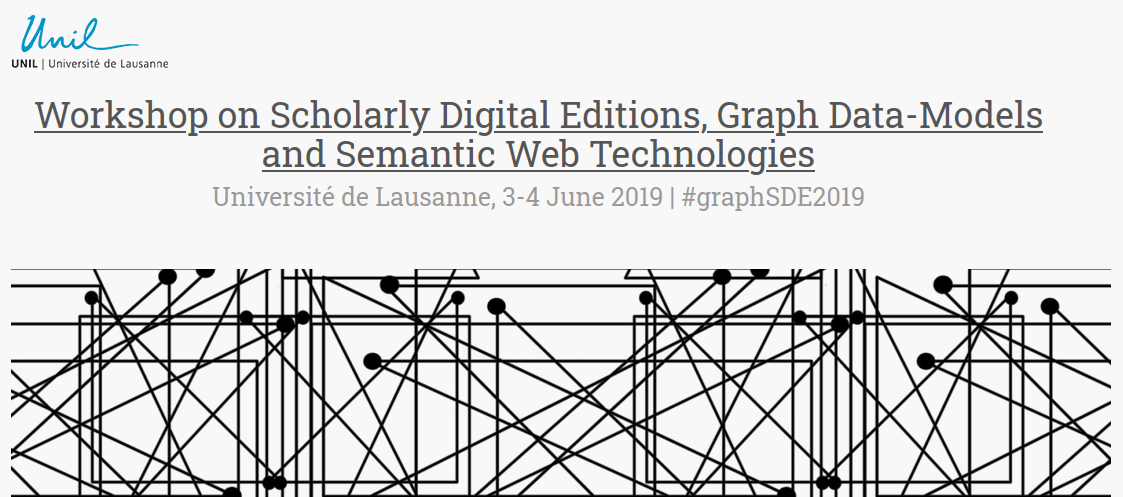 Unil
UNIL | Université de Lausanne
Workshop on Scholarly Digital Editions, Graph Data-Models
and Semantic Web Technologies
Université de Lausanne, 3-4 June 2019 | #graphSDE2019